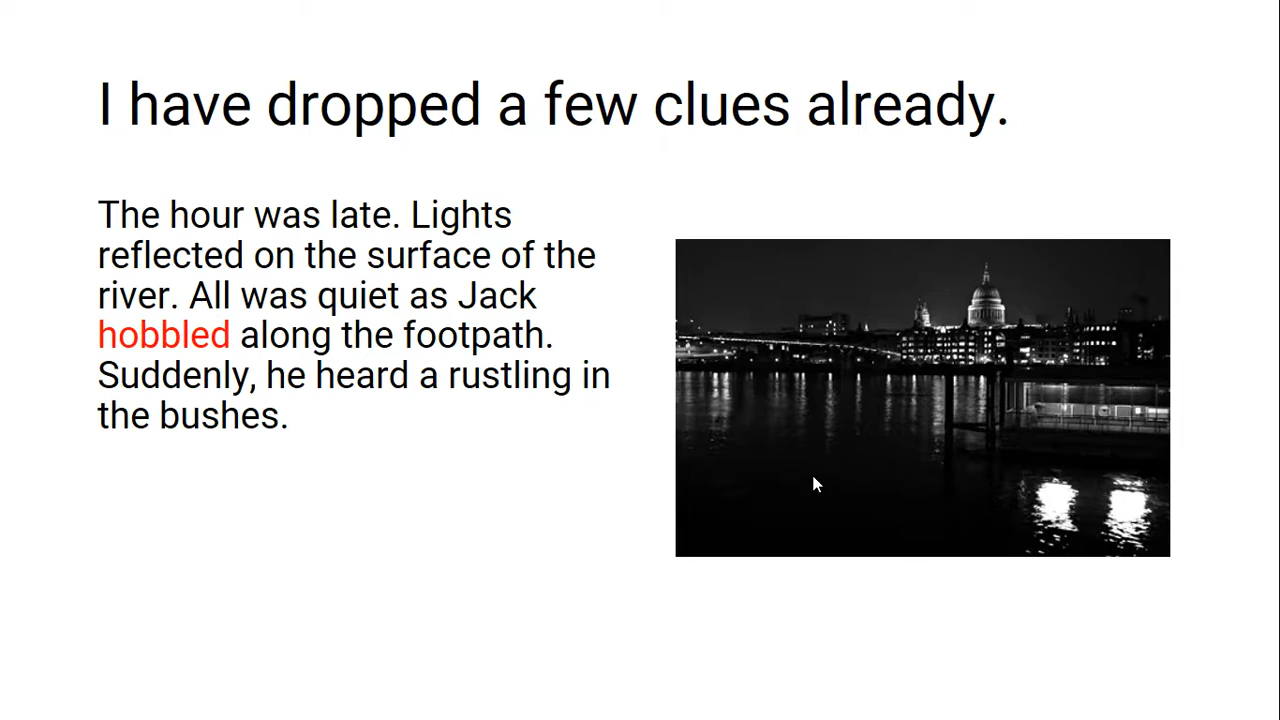 I have dropped a few clues already.
The hour was late. Lights
reflected on the surface of the
river. All was quiet as Jack
hobbled along the footpath.
Suddenly, he heard a rustling in
the bushes.